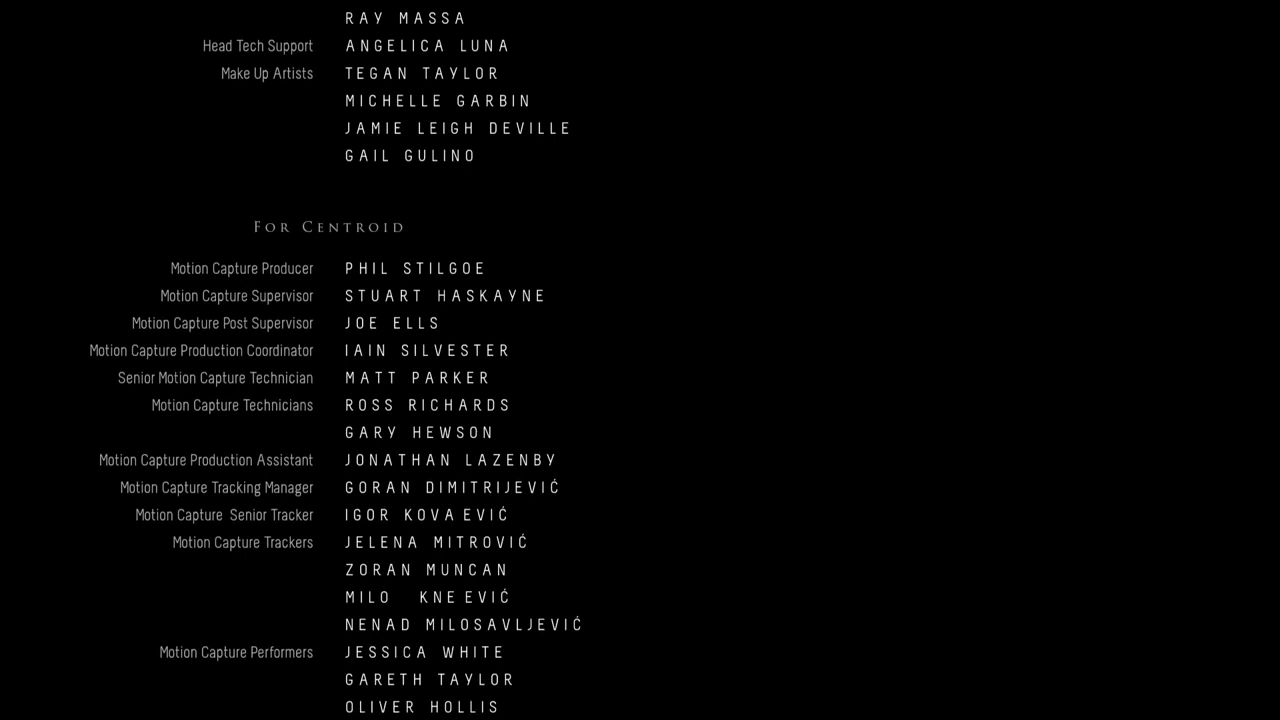 RAY MASSA
Head Tech Support ANGELICA LUNA
Make Up Artists TEGAN TAYLOR
MICHELLE GARBIN
JAMIE LEIGH DEVILLE
GAIL GULINO
FOR CENTROID
Motion Capture Producer PHIL STILGOE
Motion Capture Supervisor STUART HASKAYNE
Motion Capture Post Supervisor JOE ELLS
Motion Capture Production Coordinator IAIN SILVESTER
Senior Motion Capture Technician MATT PARKER
Motion Capture Technicians ROSS RICHARDS
GARY HEWSON
Motion Capture Production Assistant JONATHAN LAZENBY
Motion Capture Tracking Manager GORAN DIMITRIJEVIĆ
Motion Capture Senior Tracker IGOR KOVA EVIĆ
Motion Capture Trackers JELENA MITROVIĆ
ZORAN MUNCAN
MILO KNE EVIĆ
NENAD MILOSAVLJEVIĆ
Motion Capture Performers JESSICA WHITE
GARETH TAYLOR
OLIVER HOLLIS